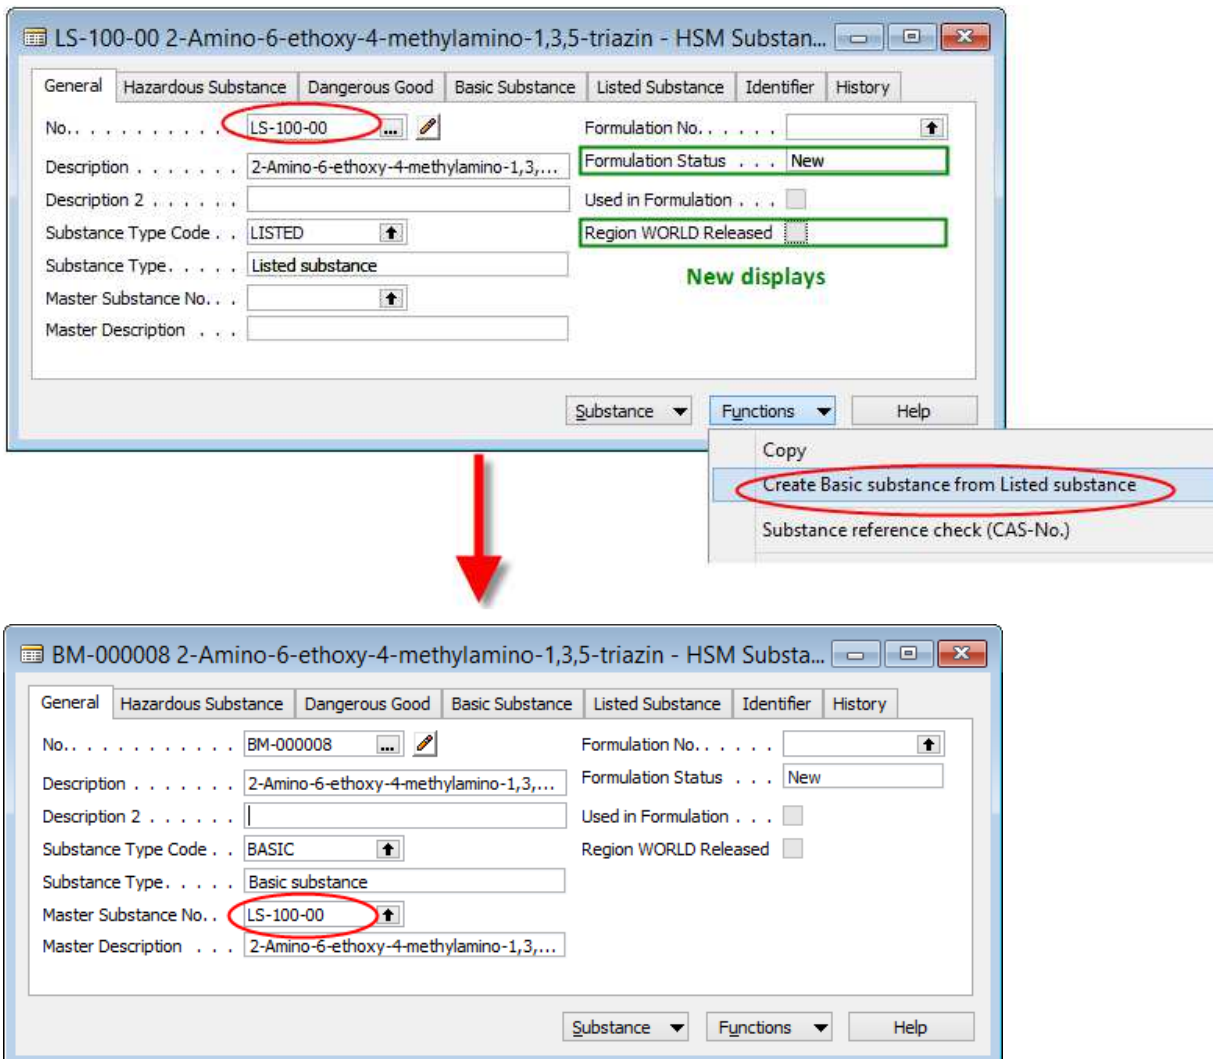 LS-100-00 2-Amino-6-ethoxy-4-methylamino-1,3,5-triazin - HSM Substan...
General Hazardous Substance Dangerous Good Basic Substance Listed Substance Identifier History
No. . . . . . . . . . . LS-100-00 ... Formulation No. . . . . .
Description . . . . . . . 2-Amino-6-ethoxy-4-methylamino-1,3,... Formulation Status . . . New
Description 2 . . . . . . Used in Formulation . . .
Substance Type Code . . LISTED Region WORLD Released
Substance Type. . . . . Listed substance
New displays
Master Substance No. . .
Master Description . . .
Substance Functions Help
Copy
Create Basic substance from Listed substance
Substance reference check (CAS-No.)
BM-000008 2-Amino-6-ethoxy-4-methylamino-1,3,5-triazin - HSM Substa...
General Hazardous Substance Dangerous Good Basic Substance Listed Substance Identifier History
No. . . . . . . . . . . . BM-000008 ... Formulation No. . . . . .
Description . . . . . . . 2-Amino-6-ethoxy-4-methylamino-1,3,... Formulation Status . . . New
Description 2 . . . . . . Used in Formulation . . .
Substance Type Code . . BASIC Region WORLD Released
Substance Type. . . . . Basic substance
Master Substance No. . LS-100-00
Master Description . . . 2-Amino-6-ethoxy-4-methylamino-1,3,...
Substance Functions Help